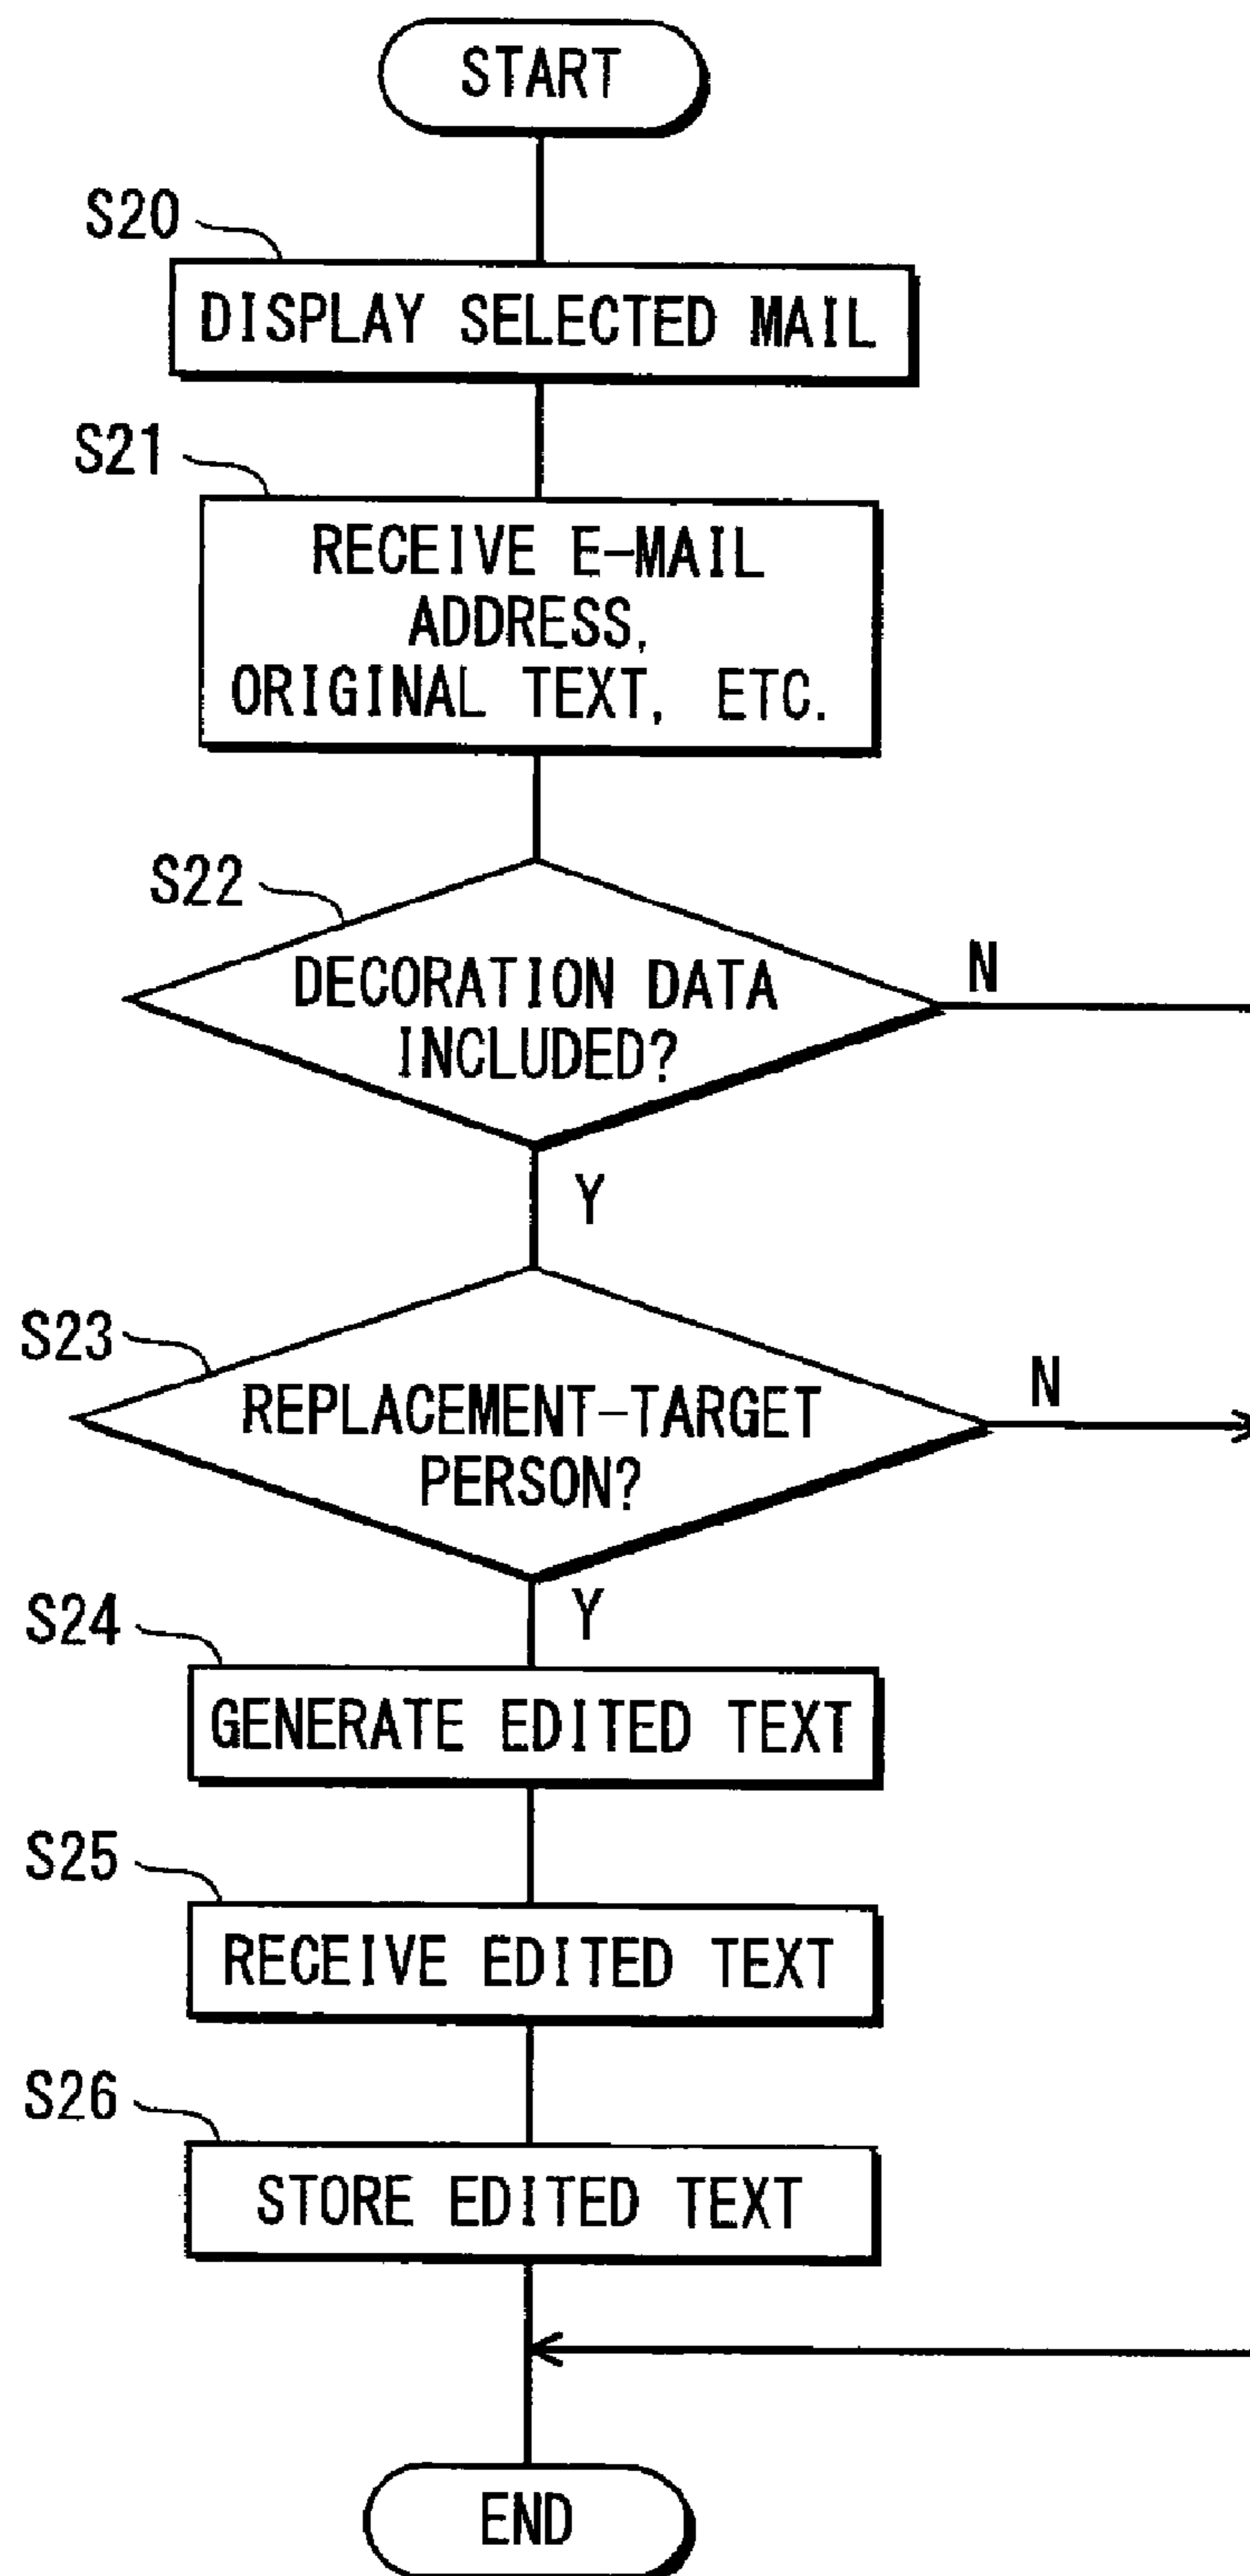 START
S20
DISPLAY SELECTED MAIL
S21
RECEIVE E-MAIL
ADDRESS,
ORIGINAL TEXT, ETC.
S22
DECORATION DATA
INCLUDED?
N
Y
S23
REPLACEMENT-TARGET
PERSON?
N
Y
S24
GENERATE EDITED TEXT
S25
RECEIVE EDITED TEXT
S26
STORE EDITED TEXT
END